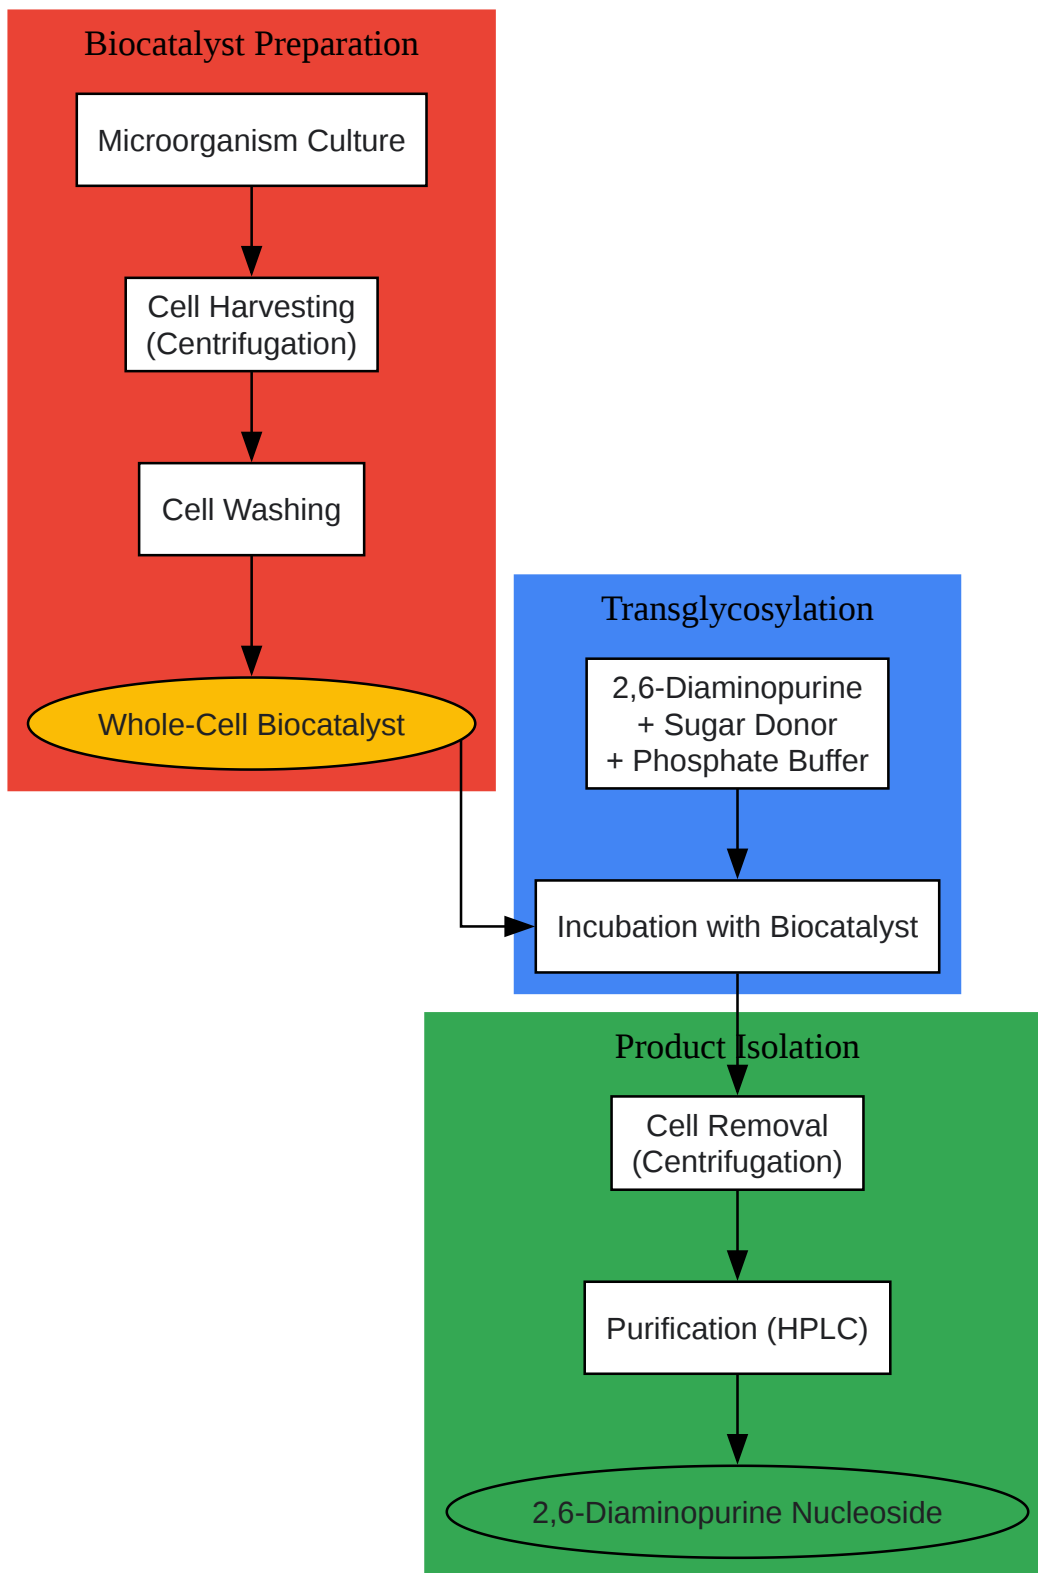 Biocatalyst Preparation
Microorganism Culture
Cell Harvesting
(Centrifugation)
Cell Washing
Whole-Cell Biocatalyst
Transglycosylation
2,6-Diaminopurine
+ Sugar Donor
+ Phosphate Buffer
Incubation with Biocatalyst
Product Isolation
Cell Removal
(Centrifugation)
Purification (HPLC)
2,6-Diaminopurine Nucleoside